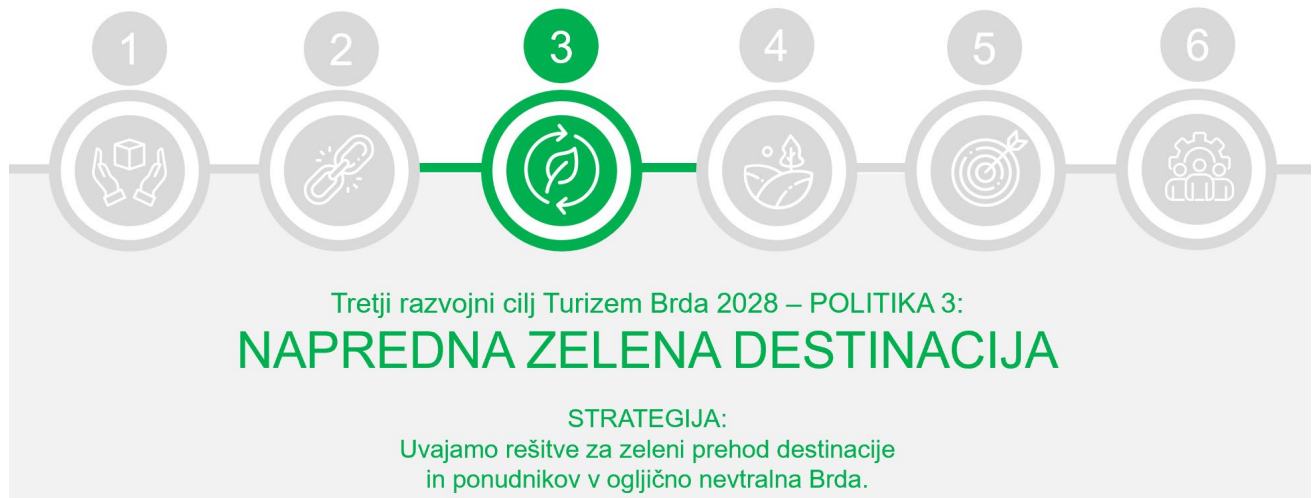 1 2 3 4 5 6
Tretji razvojni cilj Turizem Brda 2028 – POLITIKA 3:
NAPREDNA ZELENA DESTINACIJA
STRATEGIJA:
Uvajamo rešitve za zeleni prehod destinacije
in ponudnikov v ogljično nevtralna Brda.